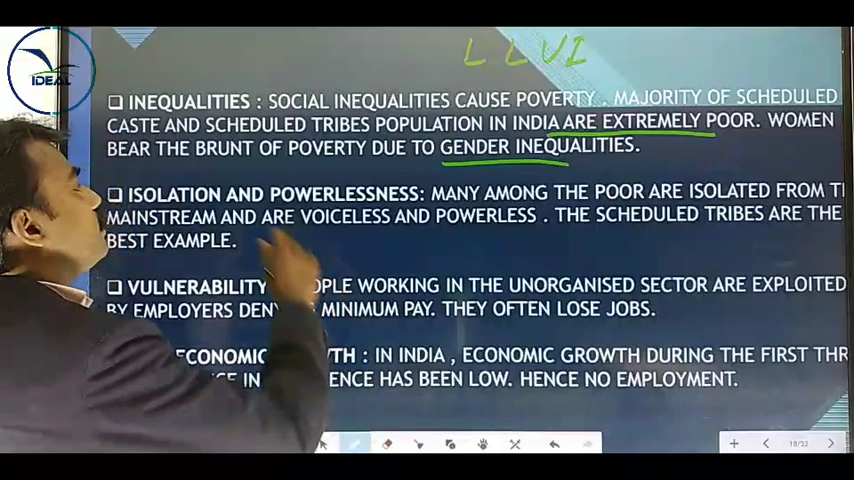 L L V I
IDEAL
❑ INEQUALITIES : SOCIAL INEQUALITIES CAUSE POVERTY . MAJORITY OF SCHEDULED
CASTE AND SCHEDULED TRIBES POPULATION IN INDIA ARE EXTREMELY POOR. WOMEN
BEAR THE BRUNT OF POVERTY DUE TO GENDER INEQUALITIES.
❑ ISOLATION AND POWERLESSNESS: MANY AMONG THE POOR ARE ISOLATED FROM
MAINSTREAM AND ARE VOICELESS AND POWERLESS . THE SCHEDULED TRIBES ARE THE
BEST EXAMPLE.
❑ VULNERABILITY WORKING IN THE UNORGANISED SECTOR ARE EXPLOITED
BY EMPLOYERS MINIMUM PAY. THEY OFTEN LOSE JOBS.
ECONOMIC : IN INDIA , ECONOMIC GROWTH DURING THE FIRST
IN HAS BEEN LOW. HENCE NO EMPLOYMENT.
18/32